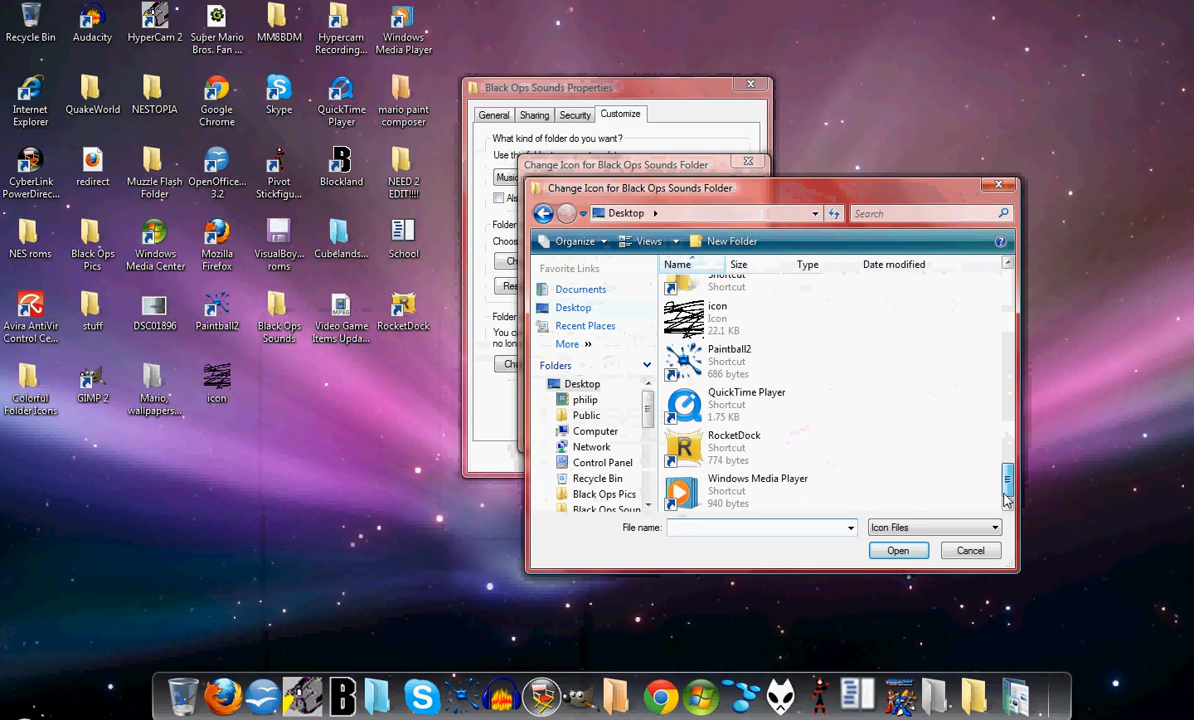 Recycle Bin
Audacity
HyperCam 2
Super Mario
Bros. Fan ...
MM8BDM
Hypercam
Recording...
Windows
Media Player
Internet
Explorer
QuakeWorld
NESTOPIA
Google
Chrome
Skype
QuickTime
Player
mario paint
composer
CyberLink
PowerDirec...
redirect
Muzzle Flash
Folder
OpenOffice...
3.2
Pivot
Stickfigu...
Blockland
NEED 2
EDIT!!!!
NES roms
Black Ops
Pics
Windows
Media Center
Mozilla
Firefox
VisualBoy...
roms
Cubelands...
School
Avira AntiVir
Control Ce...
stuff
DSC01896
Paintball2
Black Ops
Sounds
Video Game
Items Upda...
RocketDock
Colorful
Folder Icons
GIMP 2
Mario,
wallpapers...
icon
Black Ops Sounds Properties
General
Sharing
Security
Customize
What kind of folder do you want?
Use th
Music
Als
Folder
Choos
Ch
Res
Folder
You ca
no lon
Ch
Change Icon for Black Ops Sounds Folder
Change Icon for Black Ops Sounds Folder
Desktop
Search
Organize
Views
New Folder
Favorite Links
Documents
Desktop
Recent Places
More »
Folders
Desktop
philip
Public
Computer
Network
Control Panel
Recycle Bin
Black Ops Pics
Black Ops Soun
Name
Size
Type
Date modified
Shortcut
Shortcut
icon
Icon
22.1 KB
Paintball2
Shortcut
686 bytes
QuickTime Player
Shortcut
1.75 KB
RocketDock
Shortcut
774 bytes
Windows Media Player
Shortcut
940 bytes
File name:
Icon Files
Open
Cancel